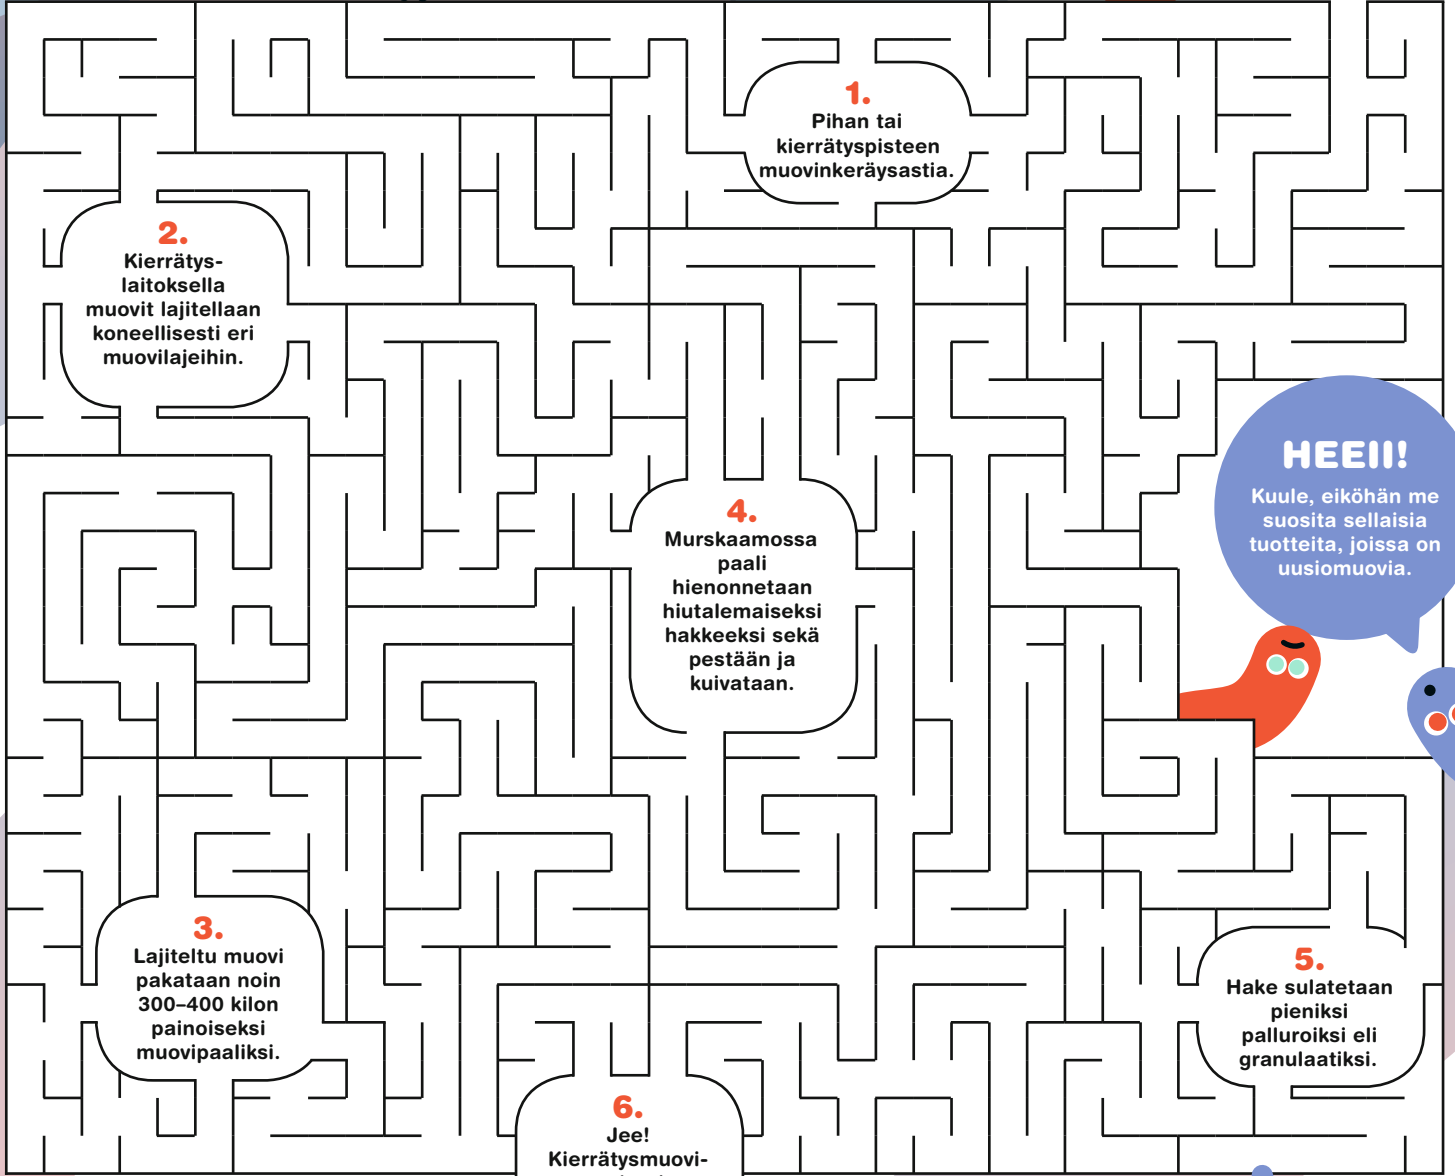 1.
Pihan tai
kierrätyspisteen
muovinkeräysastia.
2.
Kierrätys-
laitoksella
muovit lajitellaan
koneellisesti eri
muovilajeihin.
HEEII!
Kuule, eiköhän me
suosita sellaisia
tuotteita, joissa on
uusiomuovia.
4.
Murskaamossa
paali
hienonnetaan
hiutalemaiseksi
hakkeeksi sekä
pestään ja
kuivataan.
3.
Lajiteltu muovi
pakataan noin
300–400 kilon
painoiseksi
muovipaaliksi.
5.
Hake sulatetaan
pieniksi
palluroiksi eli
granulaatiksi.
6.
Jee!
Kierrätysmuovi-